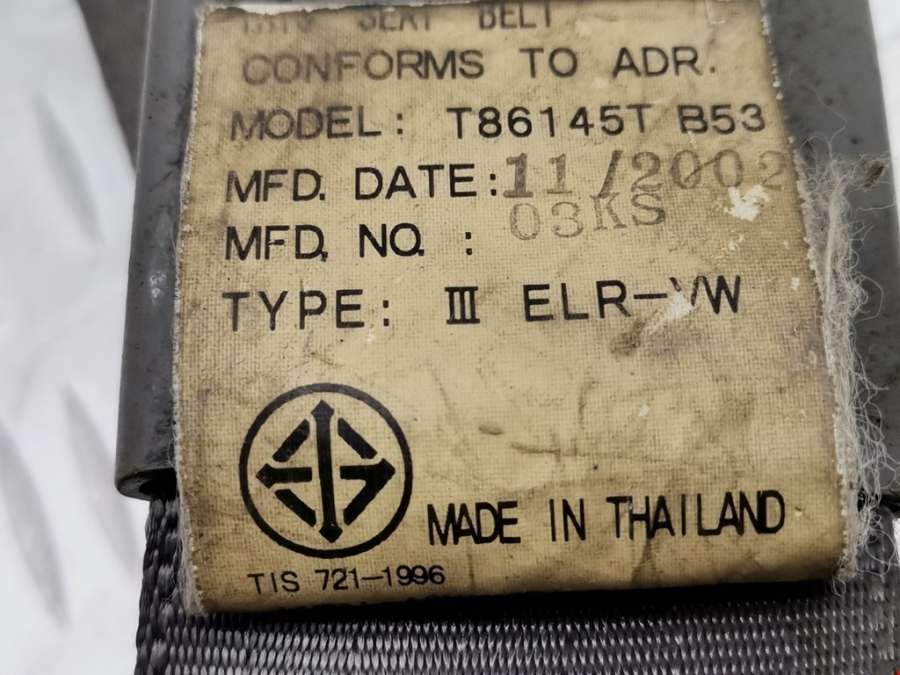 SEAT BELT
CONFORMS TO ADR.
MODEL: T86145T B53
MFD. DATE: 11/2002
MFD. NO. : 03KS
TYPE: III ELR-VW
MADE IN THAILAND
TIS 721-1996